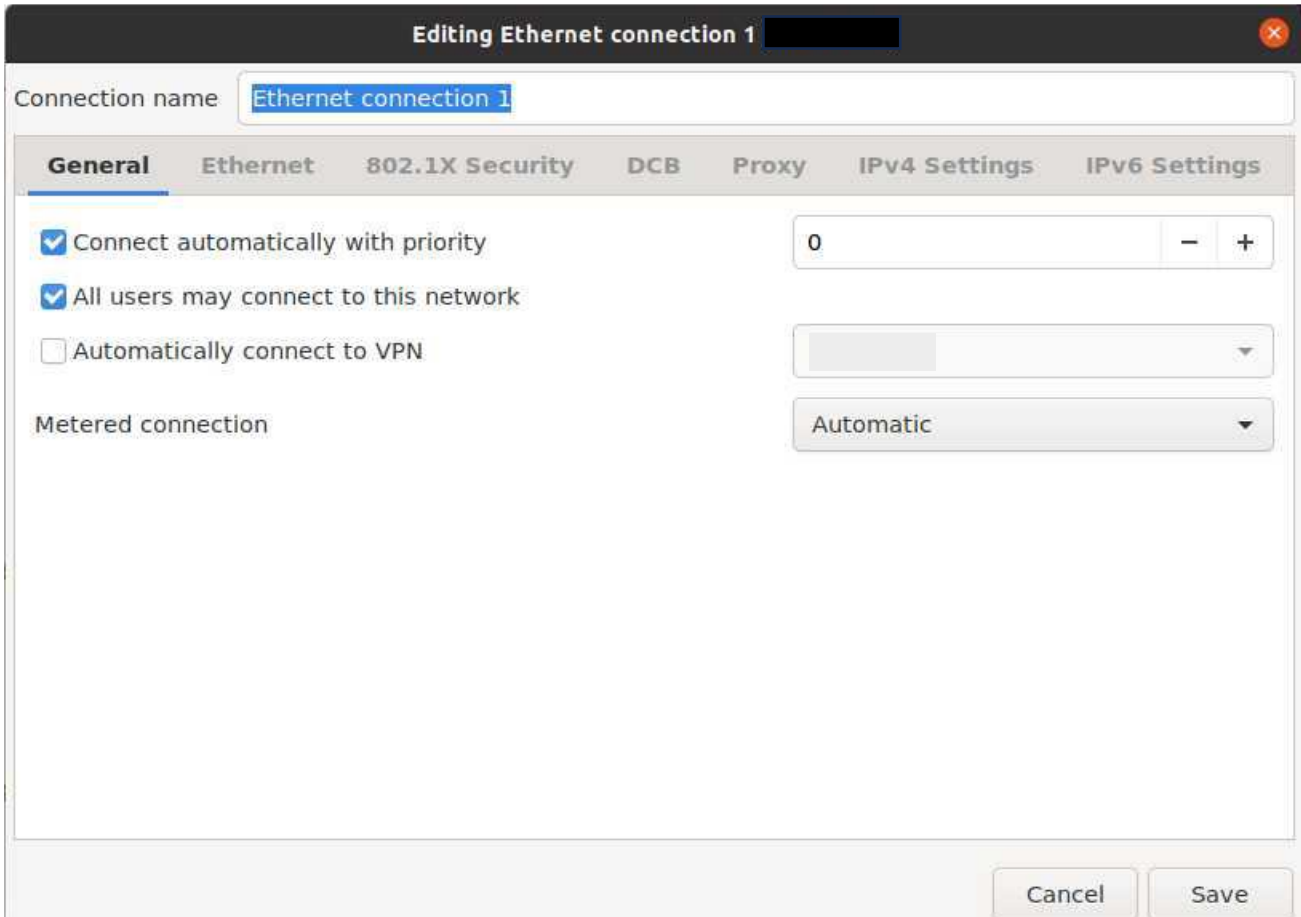 Editing Ethernet connection 1
Connection name Ethernet connection 1
General Ethernet 802.1X Security DCB Proxy IPv4 Settings IPv6 Settings
Connect automatically with priority 0 − +
All users may connect to this network
Automatically connect to VPN
Metered connection Automatic
Cancel Save